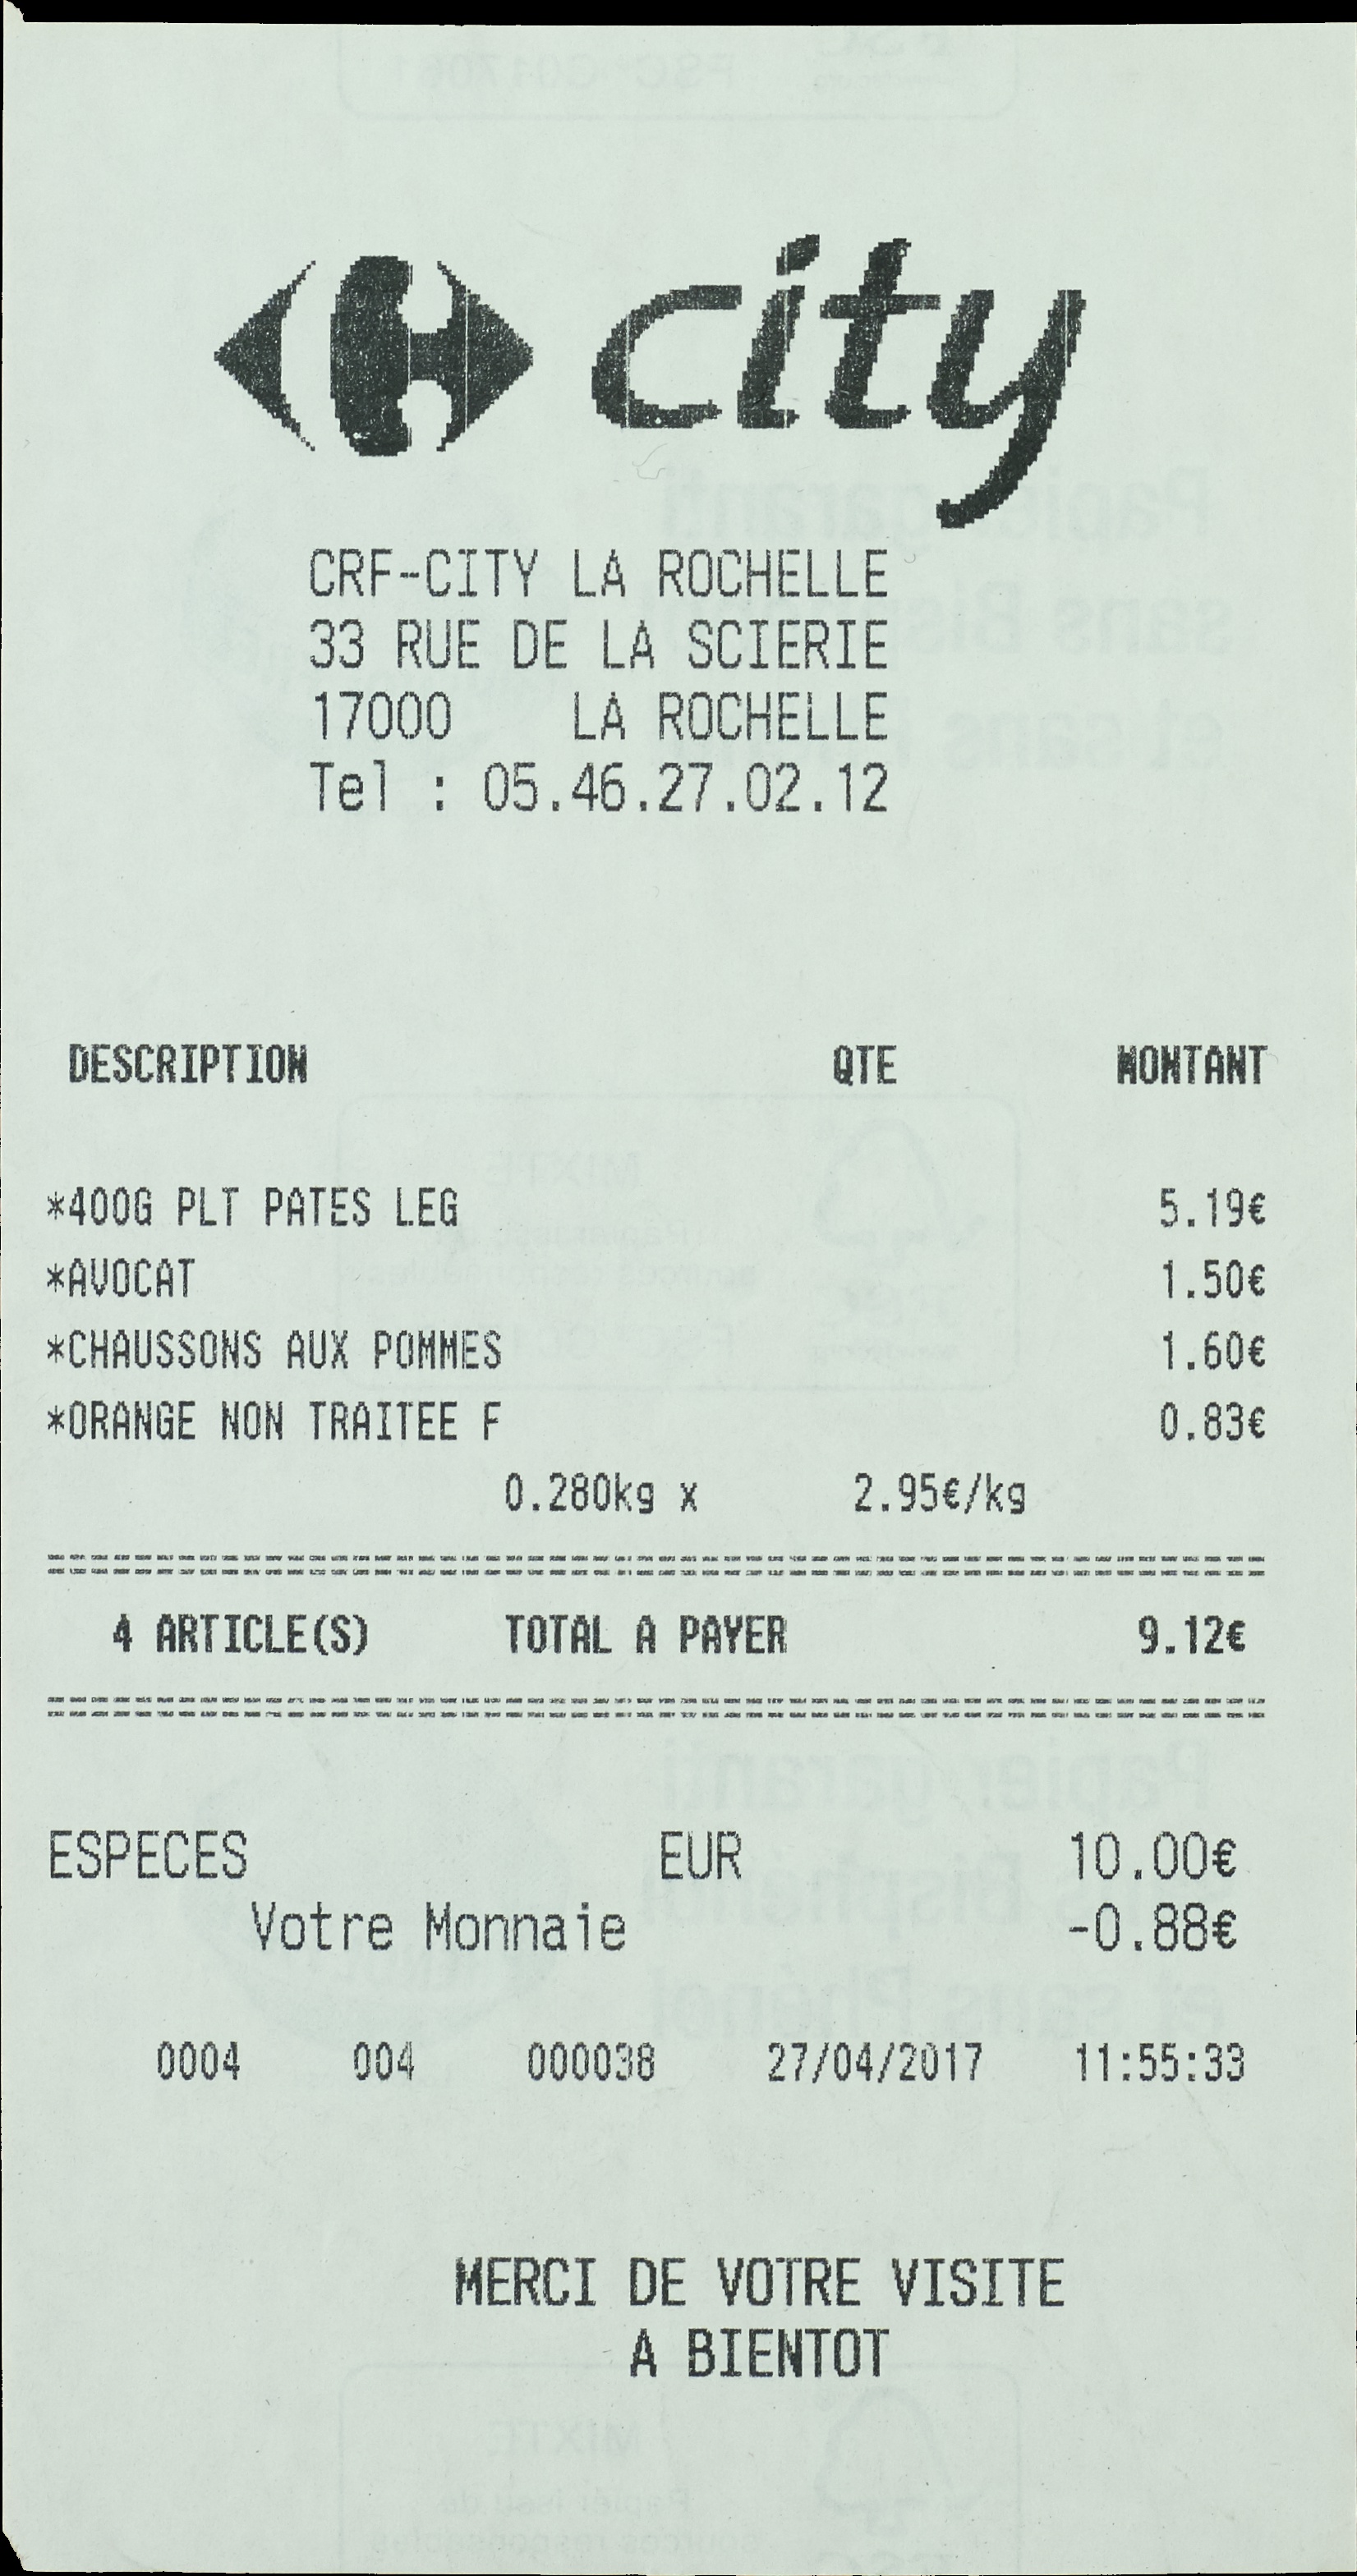 city
CRF-CITY LA ROCHELLE
33 RUE DE LA SCIERIE
17000 LA ROCHELLE
Tel : 05.46.27.02.12
DESCRIPTION QTE MONTANT
*400G PLT PATES LEG 5.19€
*AVOCAT 1.50€
*CHAUSSONS AUX POMMES 1.60€
*ORANGE NON TRAITEE F 0.83€
0.280kg x 2.95€/kg
4 ARTICLE(S) TOTAL A PAYER 9.12€
ESPECES EUR 10.00€
Votre Monnaie -0.88€
0004 004 000038 27/04/2017 11:55:33
MERCI DE VOTRE VISITE
A BIENTOT